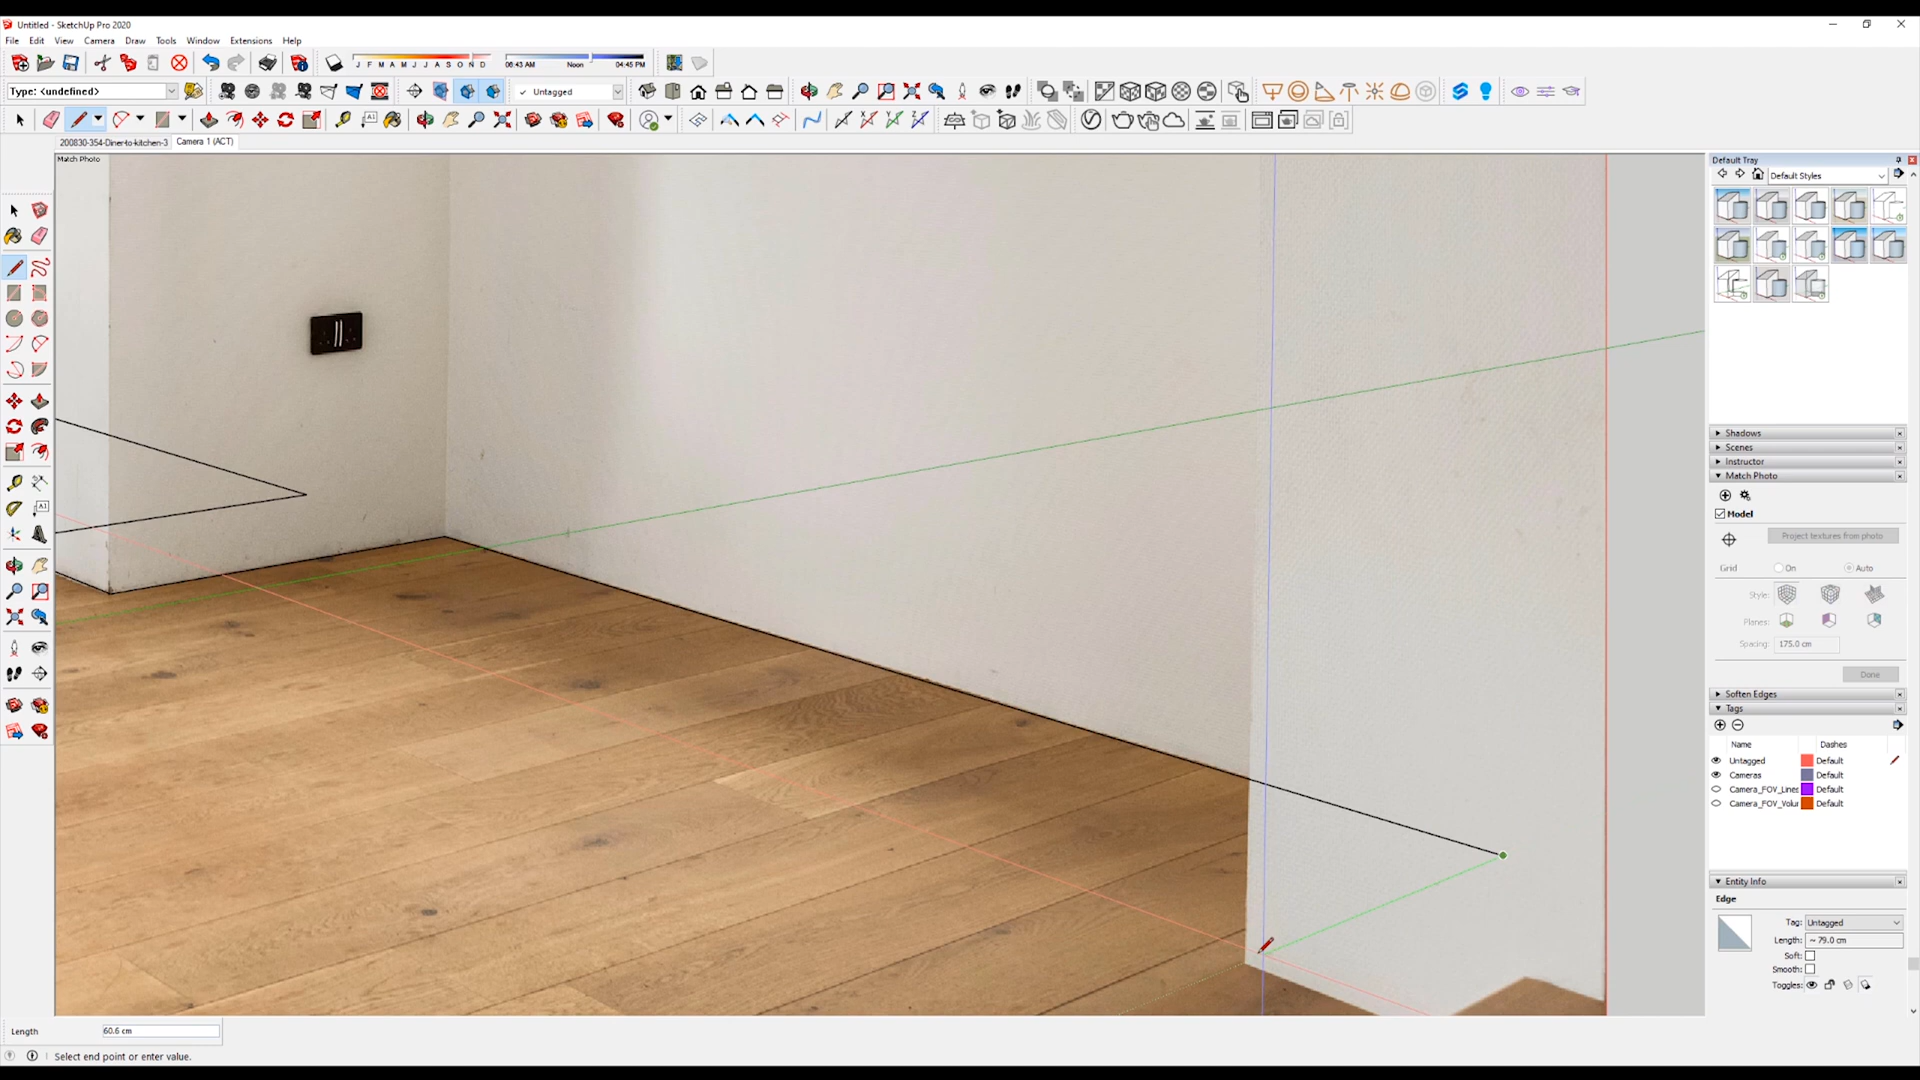 Untitled - SketchUp Pro 2020
File Edit View Camera Draw Tools Window Extensions Help
J F M A M J J A S O N D
06:43 AM Noon 04:45 PM
Type: <undefined>
Untagged
200830-354-Diner-to-kitchen-3 Camera 1 (ACT)
Match Photo
Default Tray
Default Styles
Shadows
Scenes
Instructor
Match Photo
Model
Project textures from photo
Grid On Auto
Style:
Planes:
Spacing: 175.0 cm
Done
Soften Edges
Tags
Name Dashes
Untagged Default
Cameras Default
Camera_FOV_Lines Default
Camera_FOV_Volur Default
Entity Info
Edge
Tag: Untagged
Length: ~ 79.0 cm
Soft:
Smooth:
Toggles:
Length 60.6 cm
Select end point or enter value.